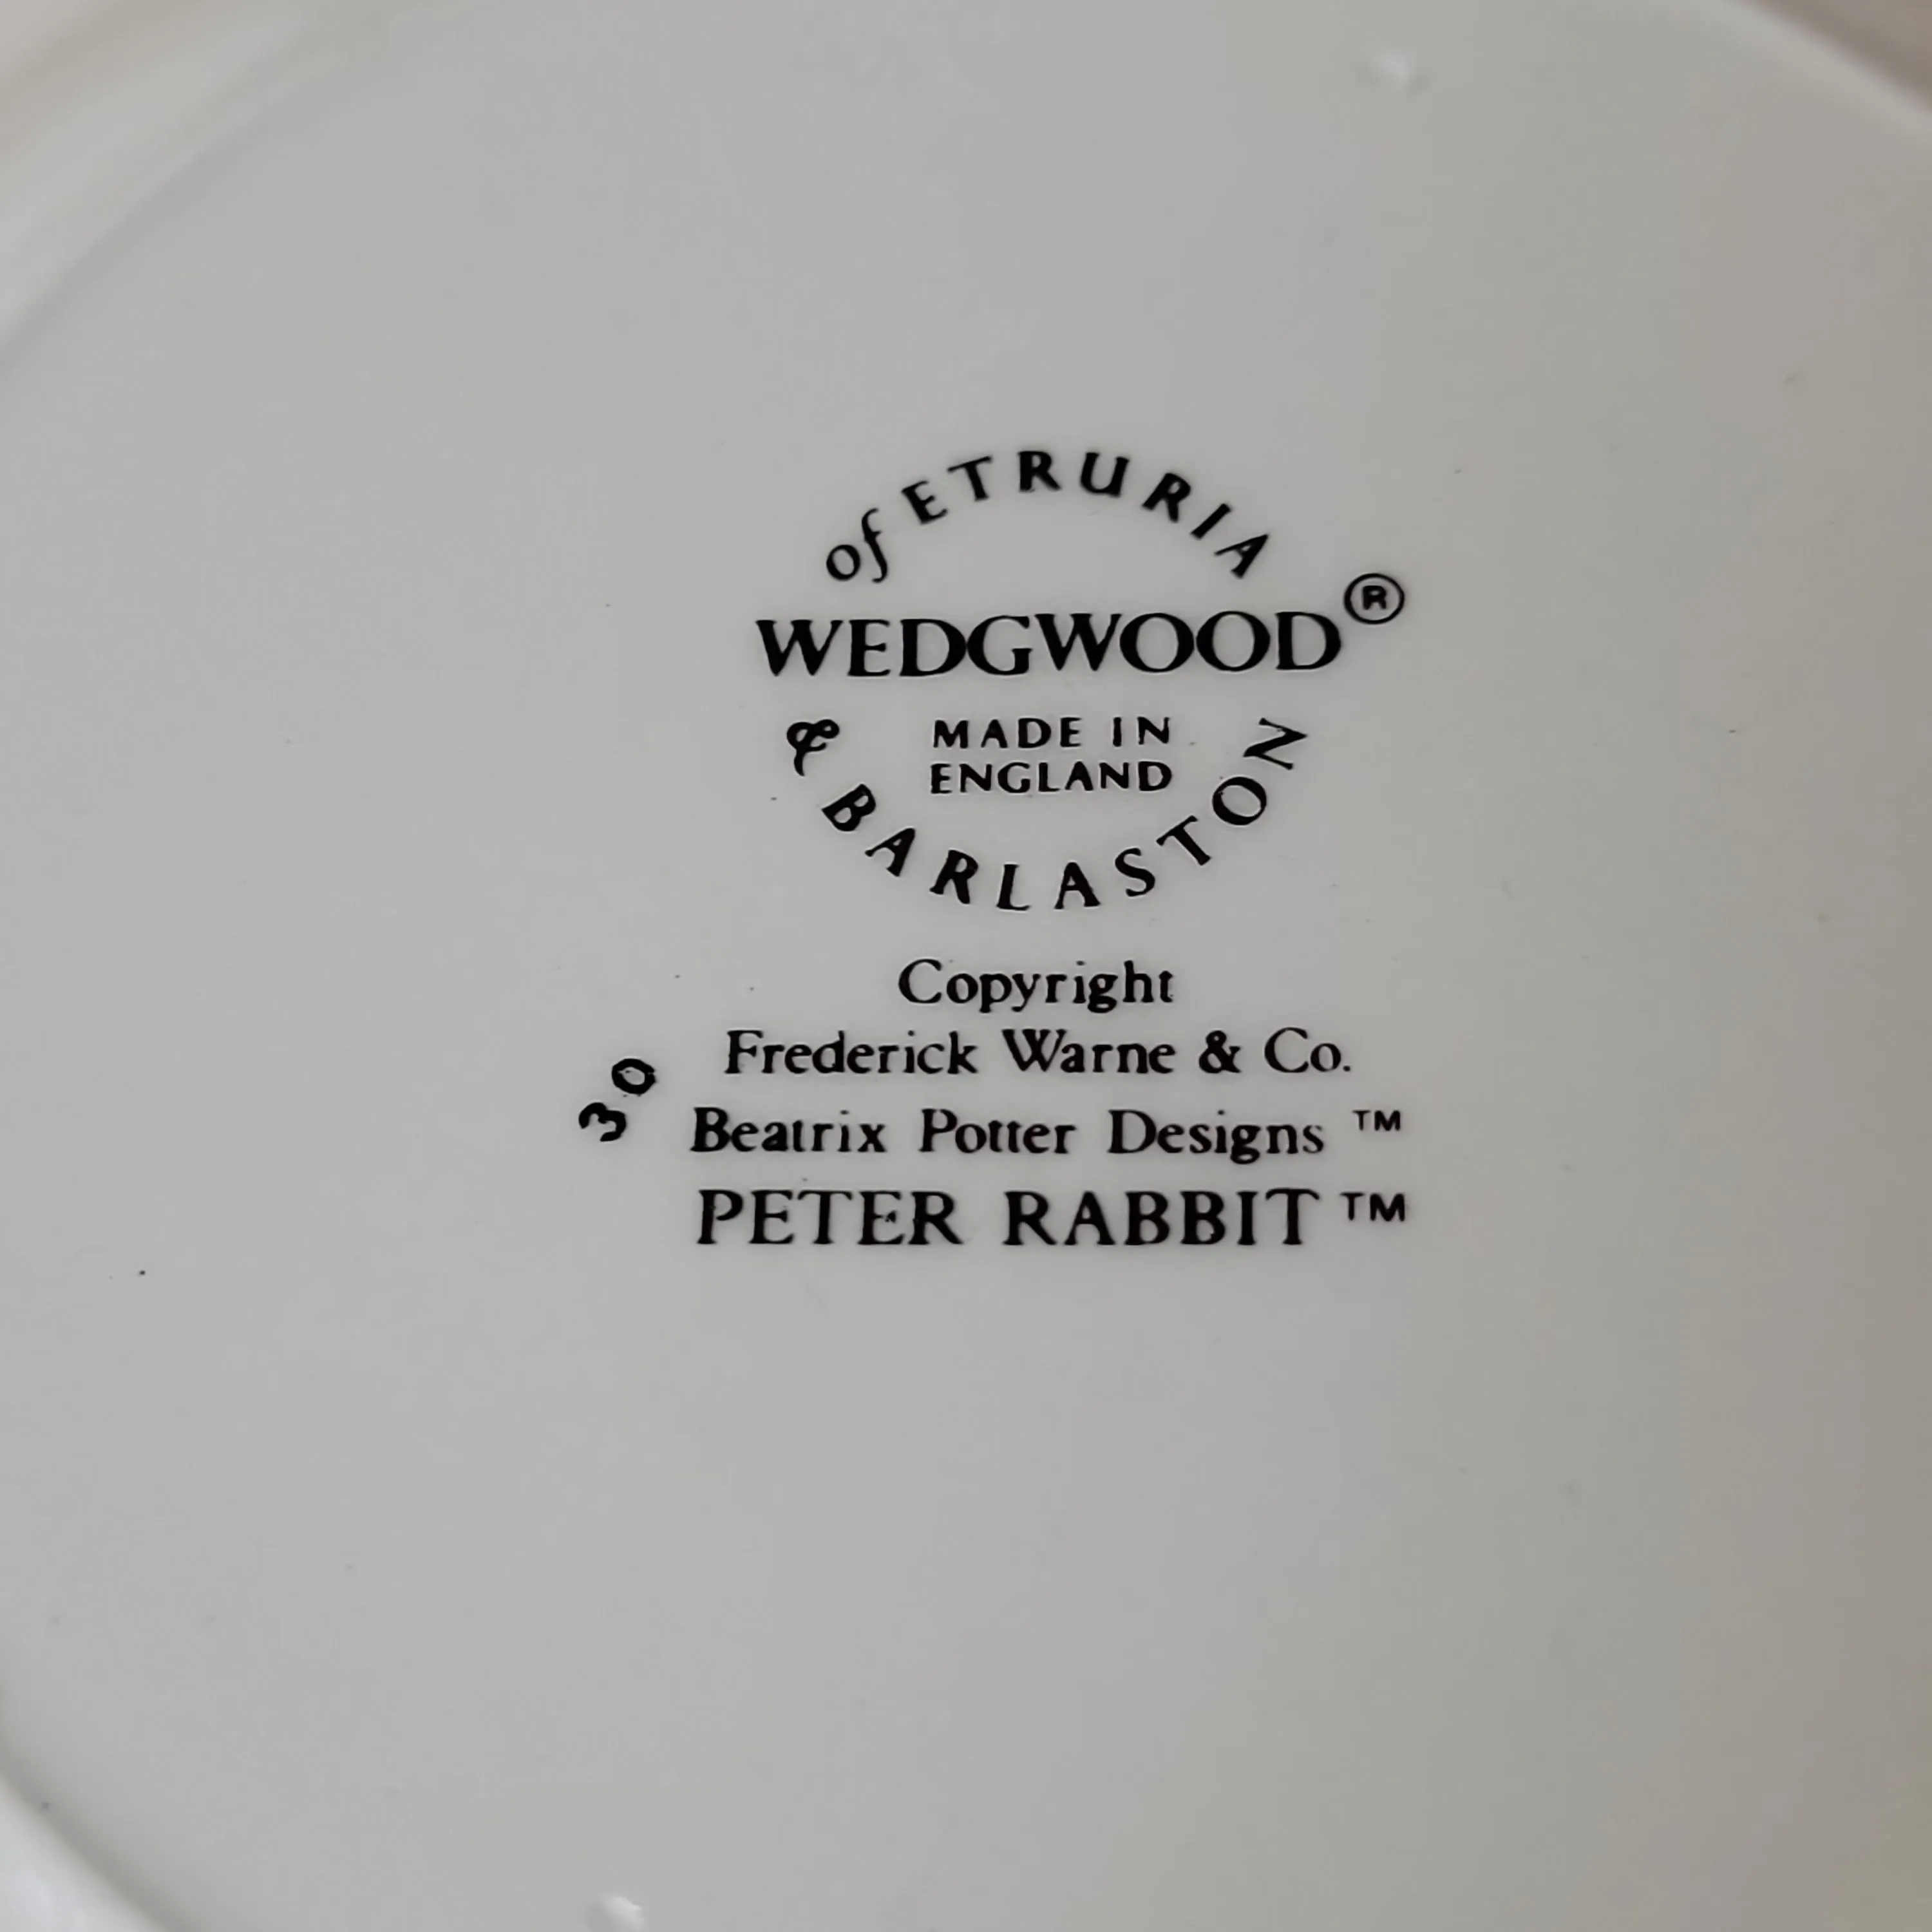 of ETRURIA
WEDGWOOD®
MADE IN
ENGLAND
& BARLASTON
Copyright
Frederick Warne & Co.
Beatrix Potter Designs ™
PETER RABBIT ™
30